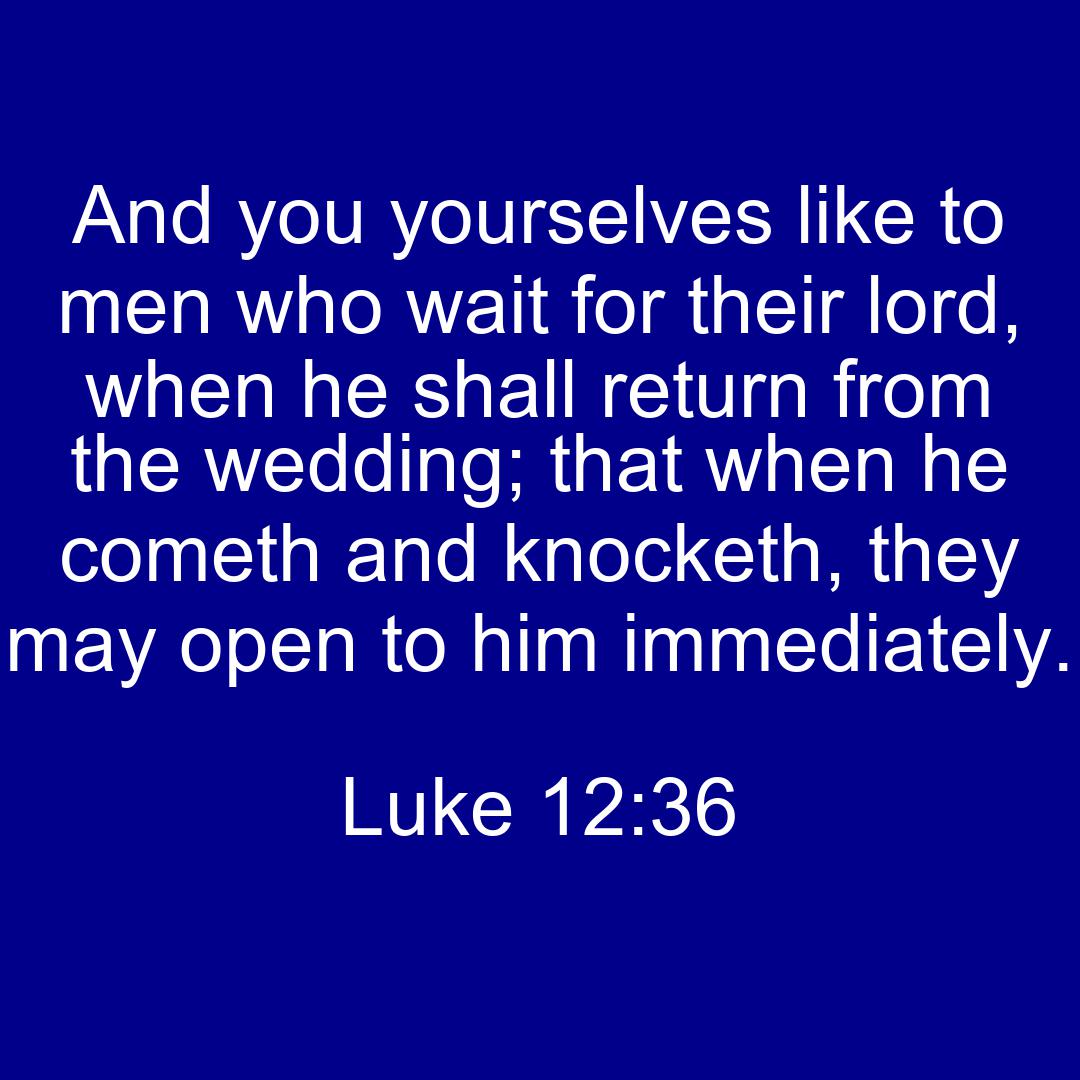 And you yourselves like to
men who wait for their lord,
when he shall return from
the wedding; that when he
cometh and knocketh, they
may open to him immediately.
Luke 12:36